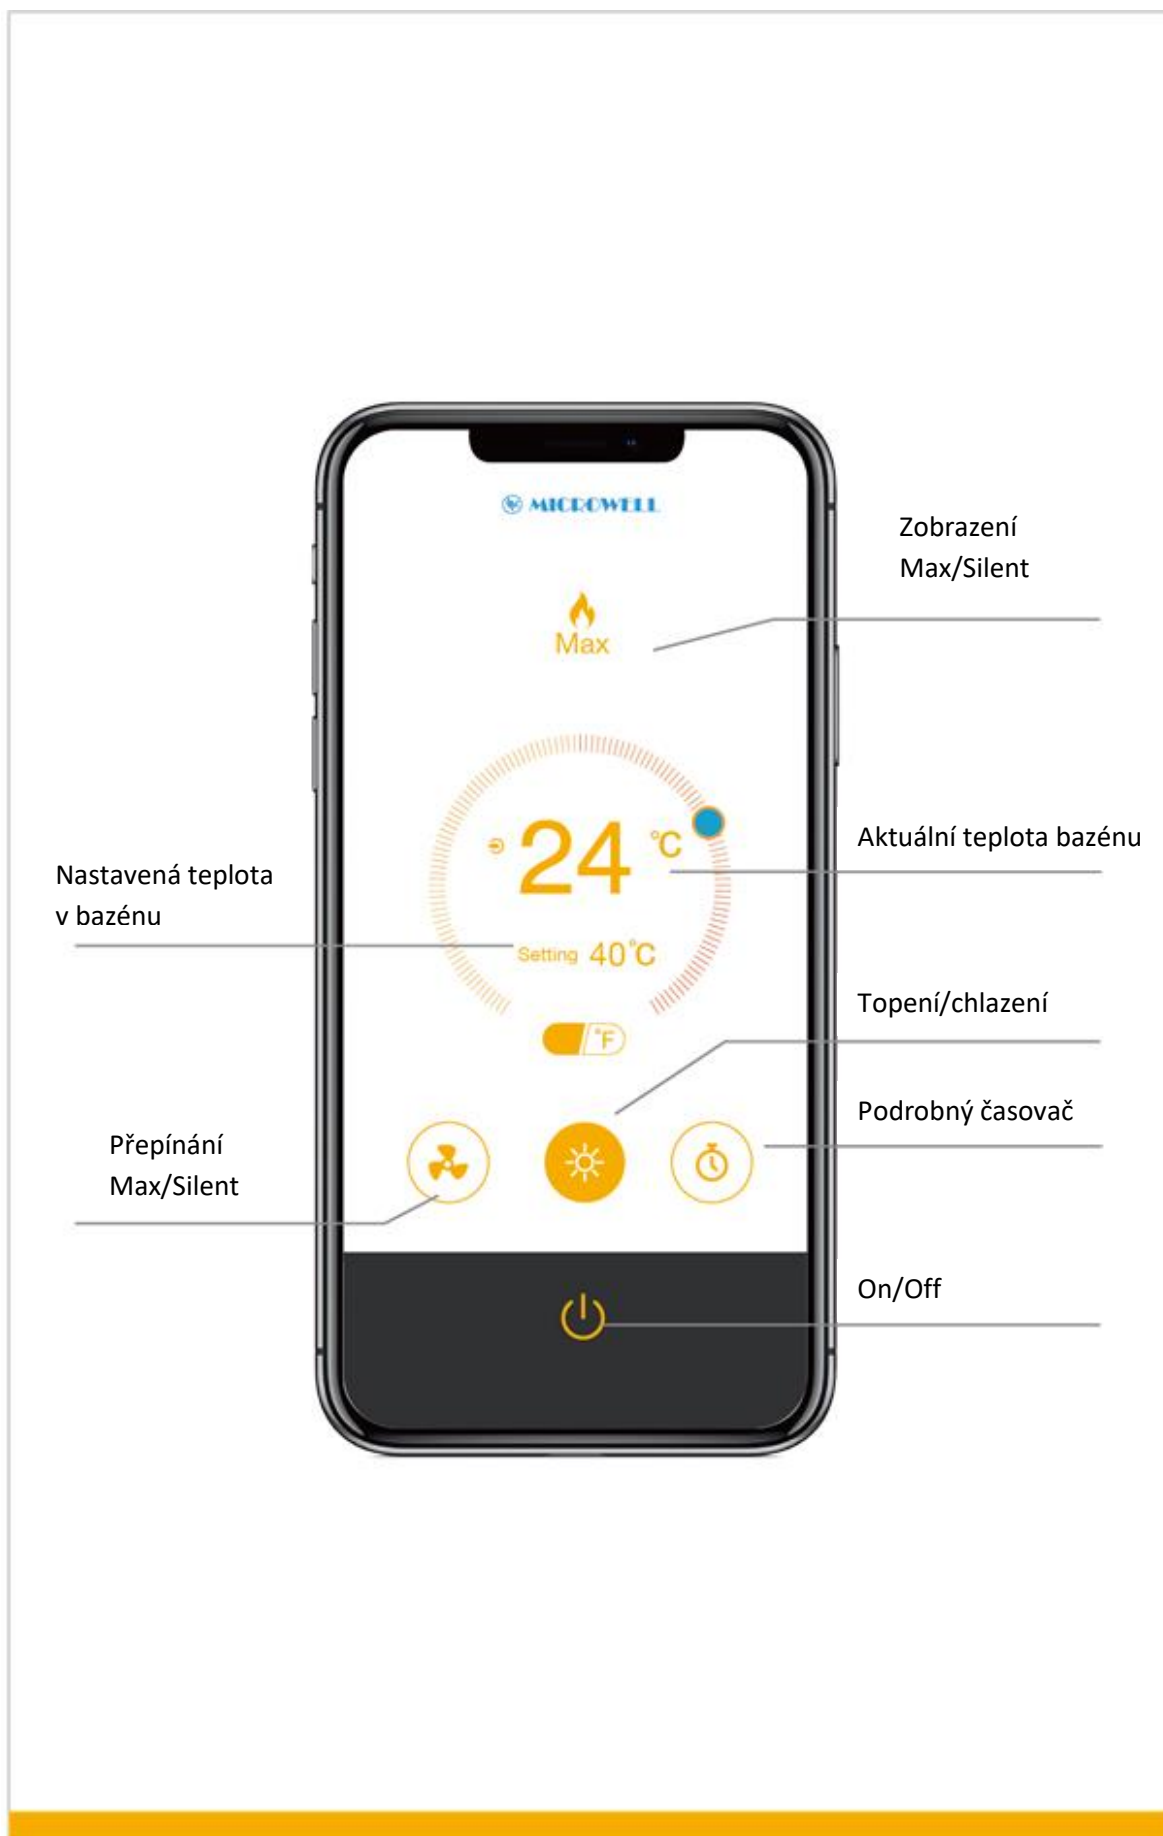 MICROWELL
Zobrazení
Max/Silent
Max
24 °C
Aktuální teplota bazénu
Nastavená teplota
v bazénu
Setting 40°C
°F
Topení/chlazení
Podrobný časovač
Přepínání
Max/Silent
On/Off